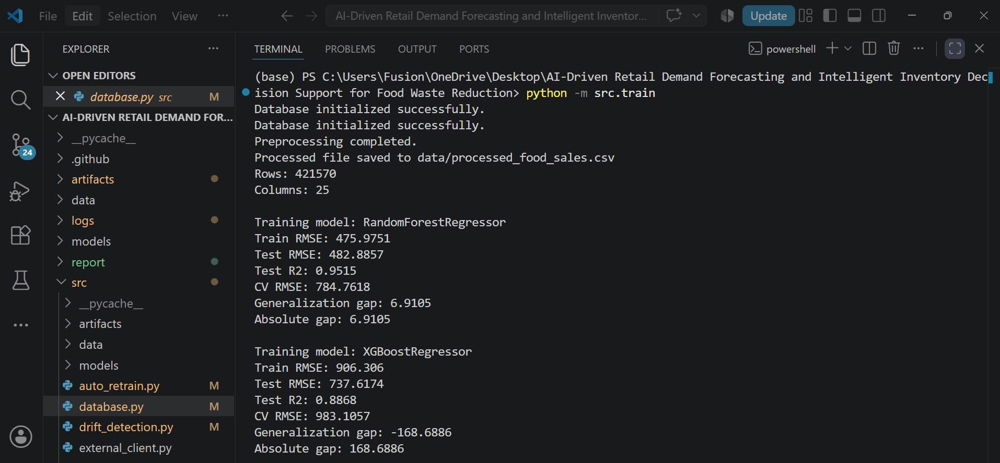 File Edit Selection View ··· AI-Driven Retail Demand Forecasting and Intelligent Inventor... Update
EXPLORER ···
OPEN EDITORS
database.py src M
AI-DRIVEN RETAIL DEMAND FOR...
__pycache__
.github
artifacts
data
logs
models
report
src
__pycache__
artifacts
data
models
auto_retrain.py M
database.py M
drift_detection.py M
external_client.py
24
TERMINAL PROBLEMS OUTPUT PORTS powershell ···
(base) PS C:\Users\Fusion\OneDrive\Desktop\AI-Driven Retail Demand Forecasting and Intelligent Inventory Dec
ision Support for Food Waste Reduction> python -m src.train
Database initialized successfully.
Database initialized successfully.
Preprocessing completed.
Processed file saved to data/processed_food_sales.csv
Rows: 421570
Columns: 25
Training model: RandomForestRegressor
Train RMSE: 475.9751
Test RMSE: 482.8857
Test R2: 0.9515
CV RMSE: 784.7618
Generalization gap: 6.9105
Absolute gap: 6.9105
Training model: XGBoostRegressor
Train RMSE: 906.306
Test RMSE: 737.6174
Test R2: 0.8868
CV RMSE: 983.1057
Generalization gap: -168.6886
Absolute gap: 168.6886